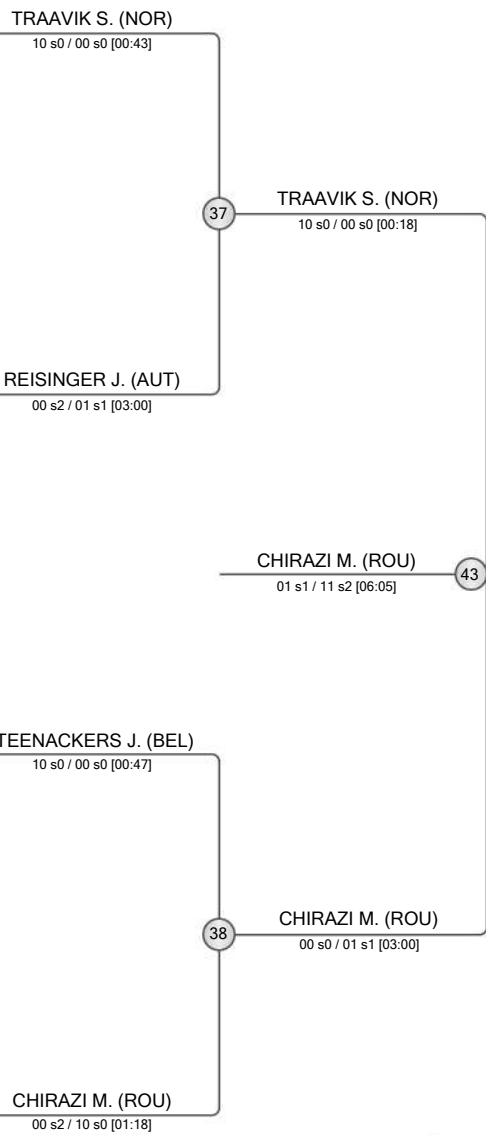 TRAAVIK S. (NOR)
10 s0 / 00 s0 [00:43]
37
TRAAVIK S. (NOR)
10 s0 / 00 s0 [00:18]
REISINGER J. (AUT)
00 s2 / 01 s1 [03:00]
CHIRAZI M. (ROU)
43
01 s1 / 11 s2 [06:05]
TEENACKERS J. (BEL)
10 s0 / 00 s0 [00:47]
38
CHIRAZI M. (ROU)
00 s0 / 01 s1 [03:00]
CHIRAZI M. (ROU)
00 s2 / 10 s0 [01:18]